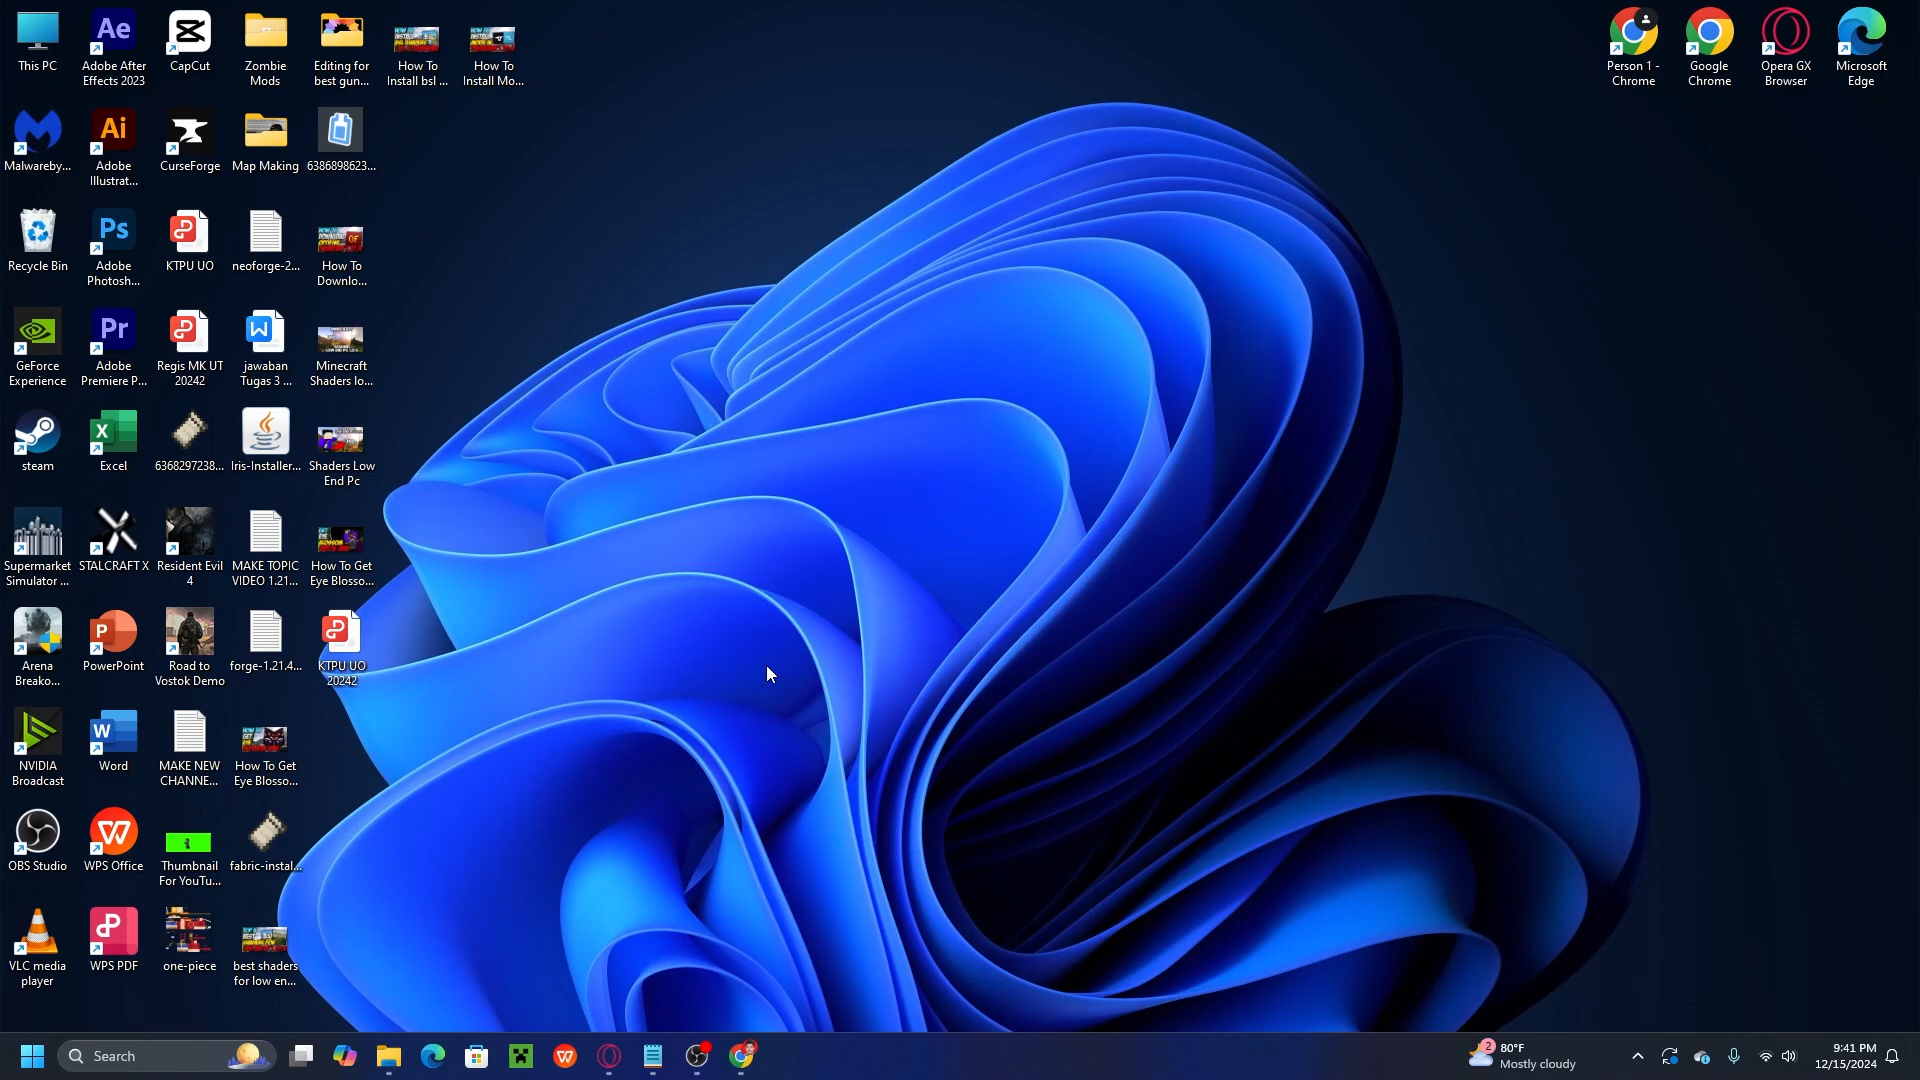 This PC
Adobe After
Effects 2023
CapCut
Zombie
Mods
Editing for
best gun...
How To
Install bsl ...
How To
Install Mo...
Person 1 -
Chrome
Google
Chrome
Opera GX
Browser
Microsoft
Edge
Malwareby...
Adobe
Illustrat...
CurseForge
Map Making
6386898623...
Recycle Bin
Adobe
Photosh...
KTPU UO
neoforge-2...
How To
Downlo...
GeForce
Experience
Adobe
Premiere P...
Regis MK UT
20242
jawaban
Tugas 3 ...
Minecraft
Shaders lo...
steam
Excel
6368297238...
Iris-Installer...
Shaders Low
End Pc
Supermarket
Simulator ...
STALCRAFT X
Resident Evil
4
MAKE TOPIC
VIDEO 1.21...
How To Get
Eye Blosso...
Arena
Breako...
PowerPoint
Road to
Vostok Demo
forge-1.21.4...
KTPU UO
20242
NVIDIA
Broadcast
Word
MAKE NEW
CHANNE...
How To Get
Eye Blosso...
OBS Studio
WPS Office
Thumbnail
For YouTu...
fabric-instal...
VLC media
player
WPS PDF
one-piece
best shaders
for low en...
Search
2
80°F
Mostly cloudy
9:41 PM
12/15/2024